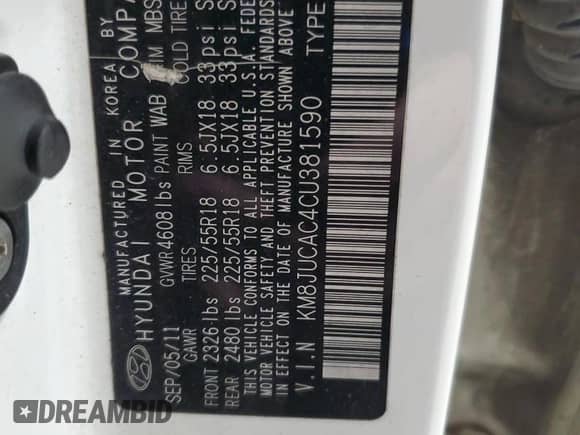 MANUFACTURED IN KOREA BY
HYUNDAI MOTOR COMPA
SEP/05/11 GVWR 4608lbs PAINT WAB TRIM MBS
GAWR TIRES RIMS COLD TIRE
FRONT 2326 lbs 225/55R18 6.5JX18 33psi S
REAR 2480 lbs 225/55R18 6.5JX18 33psi S
THIS VEHICLE CONFORMS TO ALL APPLICABLE U.S.A. FEDE
MOTOR VEHICLE SAFETY AND THEFT PREVENTION STANDARDS
IN EFFECT ON THE DATE OF MANUFACTURE SHOWN ABOVE
V.I.N KM8JUCAC4CU381590 TYPE
DREAMBID